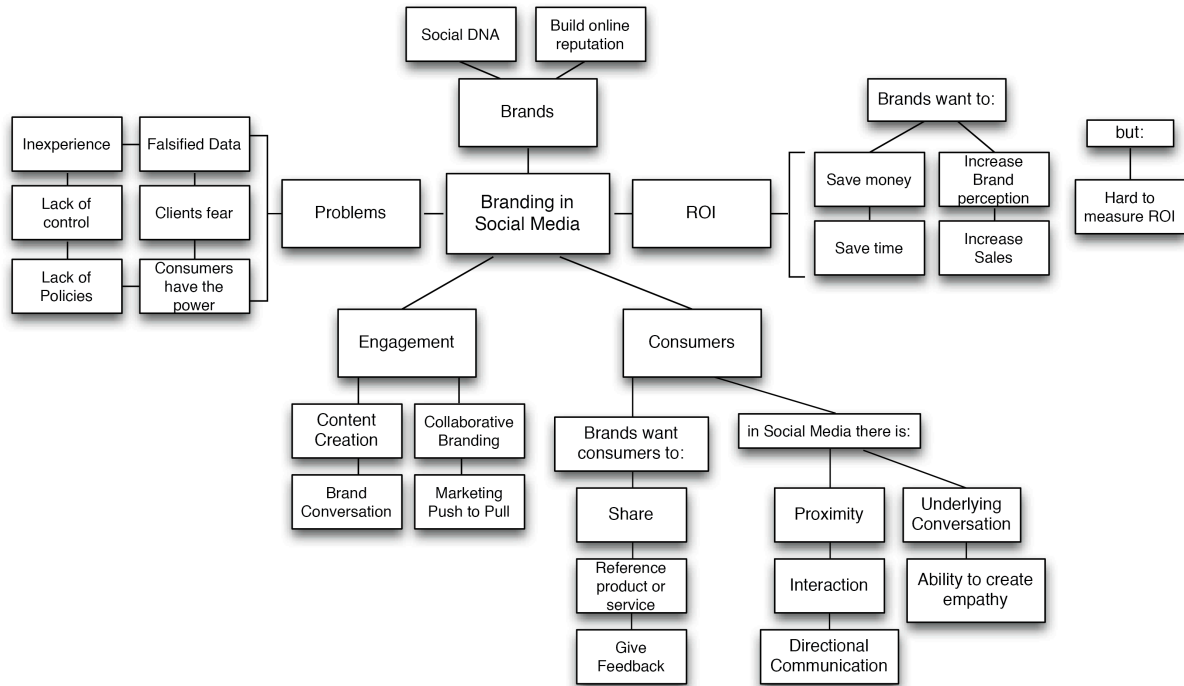 Social DNA
Build online
reputation
Brands
Brands want to:
but:
Inexperience
Falsified Data
Save money
Increase
Brand
perception
Hard to
measure ROI
Lack of
control
Clients fear
Problems
Branding in
Social Media
ROI
Save time
Increase
Sales
Lack of
Policies
Consumers
have the
power
Engagement
Consumers
Content
Creation
Collaborative
Branding
Brand
Conversation
Marketing
Push to Pull
Brands want
consumers to:
in Social Media there is:
Share
Reference
product or
service
Give
Feedback
Proximity
Interaction
Directional
Communication
Underlying
Conversation
Ability to create
empathy